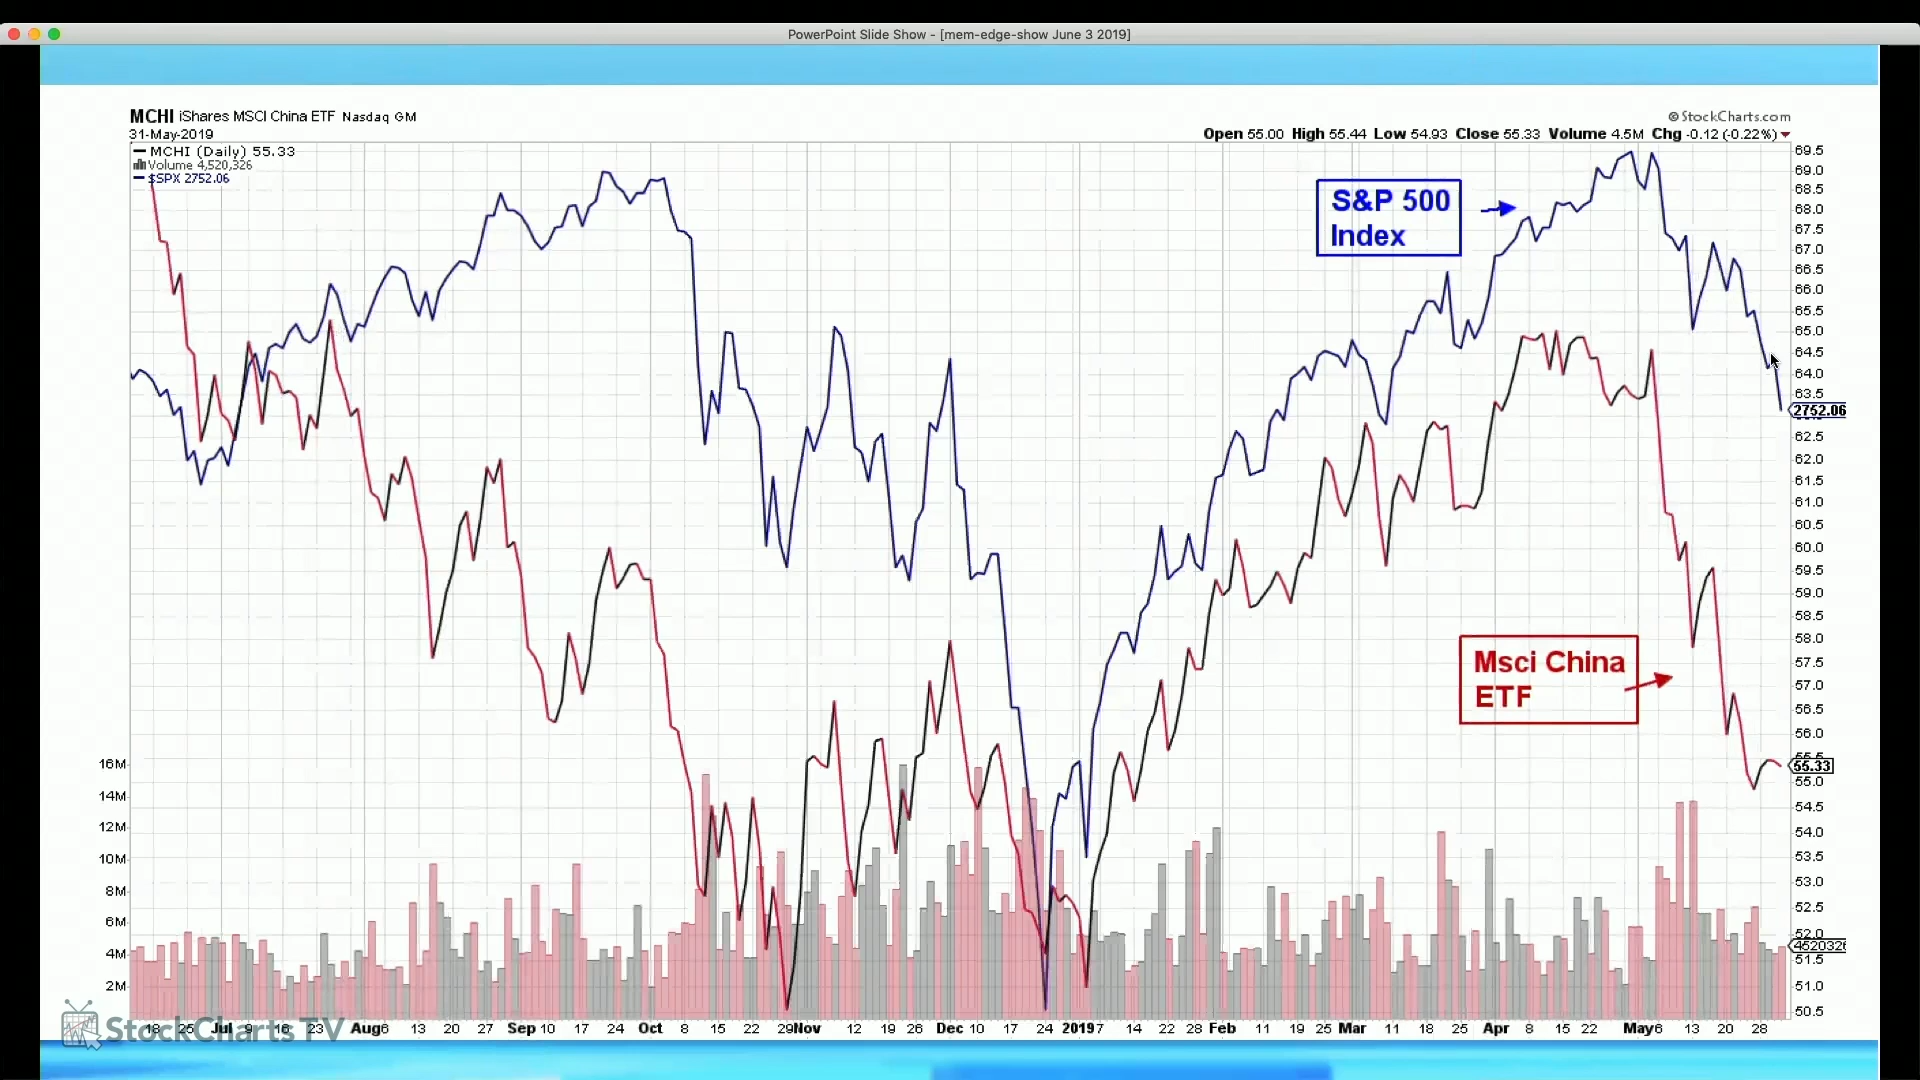 PowerPoint Slide Show - [mem-edge-show June 3 2019]
MCHI iShares MSCI China ETF Nasdaq GM
© StockCharts.com
31-May-2019
Open 55.00 High 55.44 Low 54.93 Close 55.33 Volume 4.5M Chg -0.12 (-0.22%)
MCHI (Daily) 55.33
Volume 4,520,326
$SPX 2752.06
S&P 500
Index
Msci China
ETF
69.5
69.0
68.5
68.0
67.5
67.0
66.5
66.0
65.5
65.0
64.5
64.0
63.5
2752.06
62.5
62.0
61.5
61.0
60.5
60.0
59.5
59.0
58.5
58.0
57.5
57.0
56.5
56.0
55.5
55.33
55.0
54.5
54.0
53.5
53.0
52.5
52.0
4520326
51.5
51.0
50.5
16M
14M
12M
10M
8M
6M
4M
2M
18 25 Jul 9 16 23 Aug 6 13 20 27 Sep 10 17 24 Oct 8 15 22 29 Nov 12 19 26 Dec 10 17 24 2019 7 14 22 28 Feb 11 19 25 Mar 11 18 25 Apr 8 15 22 May 6 13 20 28
StockCharts TV